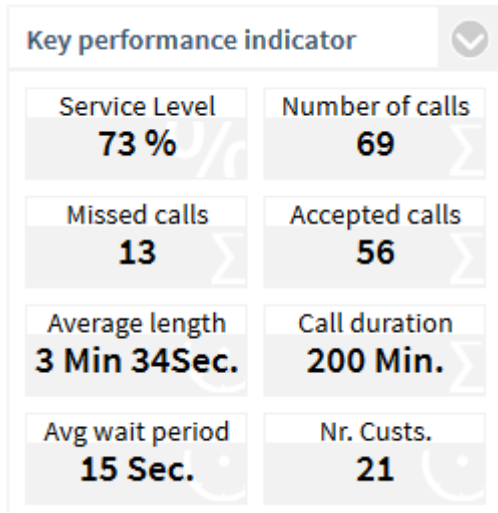 Key performance indicator
Service Level
73 %
Number of calls
69
Missed calls
13
Accepted calls
56
Average length
3 Min 34Sec.
Call duration
200 Min.
Avg wait period
15 Sec.
Nr. Custs.
21